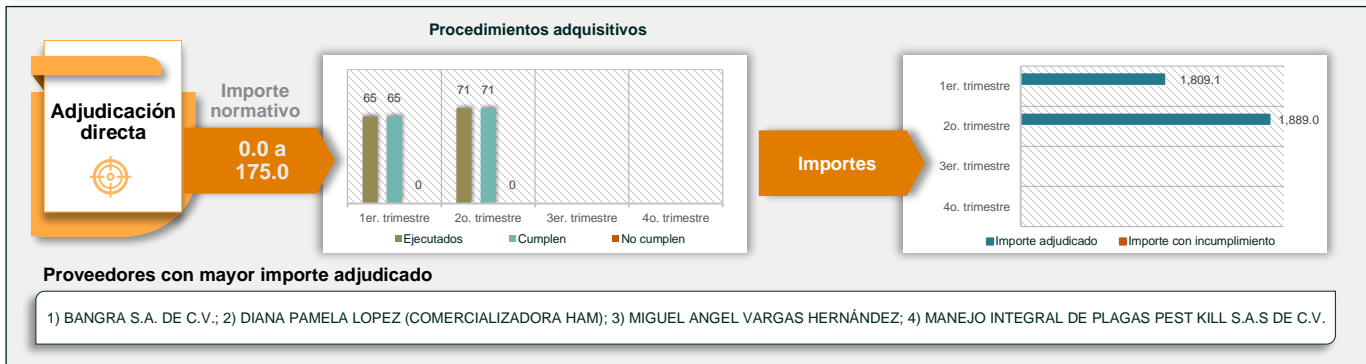 Procedimientos adquisitivos
Adjudicación
directa
Importe
normativo
0.0 a
175.0
65 65
0
71 71
0
1er. trimestre 2o. trimestre 3er. trimestre 4o. trimestre
Ejecutados Cumplen No cumplen
Importes
1er. trimestre 1,809.1
2o. trimestre 1,889.0
3er. trimestre
4o. trimestre
Importe adjudicado Importe con incumplimiento
Proveedores con mayor importe adjudicado
1) BANGRA S.A. DE C.V.; 2) DIANA PAMELA LOPEZ (COMERCIALIZADORA HAM); 3) MIGUEL ANGEL VARGAS HERNÁNDEZ; 4) MANEJO INTEGRAL DE PLAGAS PEST KILL S.A.S DE C.V.